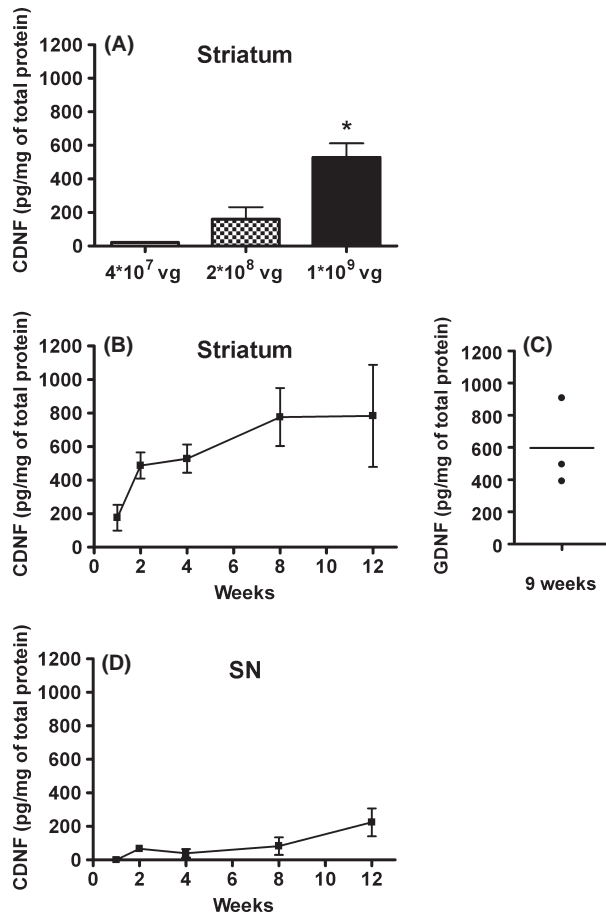 (A) Striatum
CDNF (pg/mg of total protein)
1200
1000
800
600
400
200
0
*
4*10⁷ vg 2*10⁸ vg 1*10⁹ vg
(B) Striatum
CDNF (pg/mg of total protein)
1200
1000
800
600
400
200
0
0 2 4 6 8 10 12
Weeks
(C)
GDNF (pg/mg of total protein)
1200
1000
800
600
400
200
0
9 weeks
(D) SN
CDNF (pg/mg of total protein)
1200
1000
800
600
400
200
0
0 2 4 6 8 10 12
Weeks